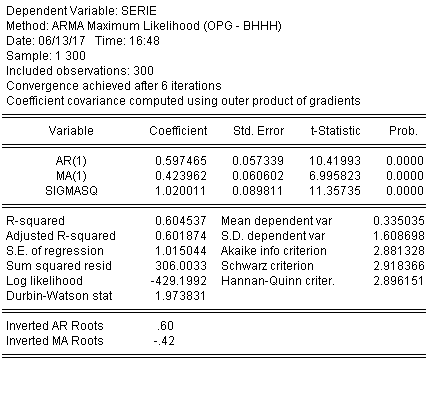 Dependent Variable: SERIE
Method: ARMA Maximum Likelihood (OPG - BHHH)
Date: 06/13/17 Time: 16:48
Sample: 1 300
Included observations: 300
Convergence achieved after 6 iterations
Coefficient covariance computed using outer product of gradients
Variable Coefficient Std. Error t-Statistic Prob.
AR(1) 0.597465 0.057339 10.41993 0.0000
MA(1) 0.423962 0.060602 6.995823 0.0000
SIGMASQ 1.020011 0.089811 11.35735 0.0000
R-squared 0.604537 Mean dependent var 0.335035
Adjusted R-squared 0.601874 S.D. dependent var 1.608698
S.E. of regression 1.015044 Akaike info criterion 2.881328
Sum squared resid 306.0033 Schwarz criterion 2.918366
Log likelihood -429.1992 Hannan-Quinn criter. 2.896151
Durbin-Watson stat 1.973831
Inverted AR Roots .60
Inverted MA Roots -.42